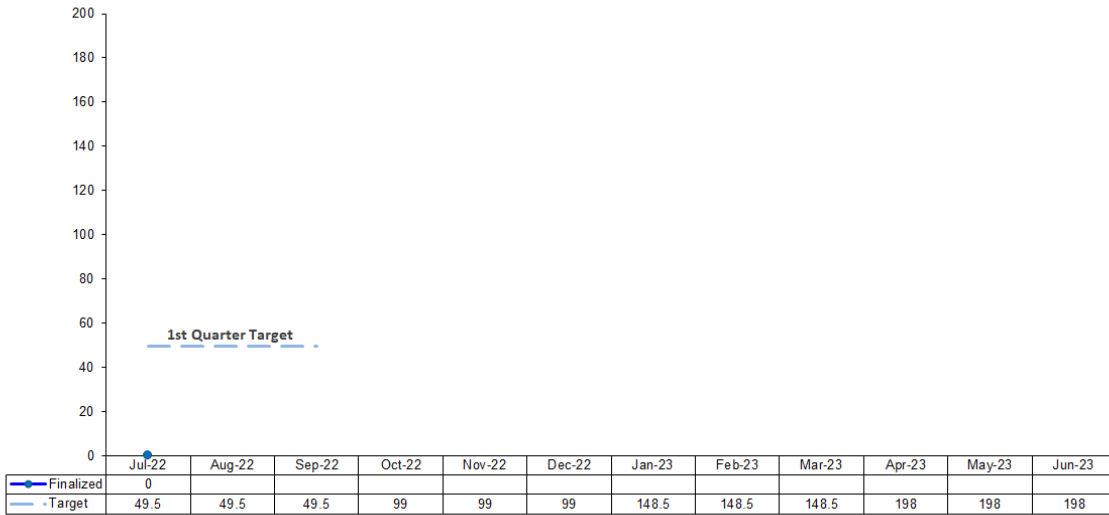 200
180
160
140
120
100
80
60
1st Quarter Target
40
20
0
Jul-22 Aug-22 Sep-22 Oct-22 Nov-22 Dec-22 Jan-23 Feb-23 Mar-23 Apr-23 May-23 Jun-23
Finalized 0
Target 49.5 49.5 49.5 99 99 99 148.5 148.5 148.5 198 198 198